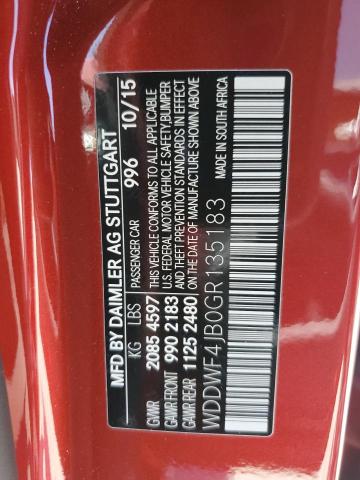 MFD BY DAIMLER AG STUTTGART
KG LBS PASSENGER CAR 996 10/15
GVWR 2085 4597 THIS VEHICLE CONFORMS TO ALL APPLICABLE
GAWR FRONT 990 2183 U.S. FEDERAL MOTOR VEHICLE SAFETY,BUMPER
GAWR REAR 1125 2480 & THEFT PREVENTION STANDARDS IN EFFECT
ON THE DATE OF MANUFACTURE SHOWN ABOVE
WDDWF4JB0GR135183
MADE IN SOUTH AFRICA